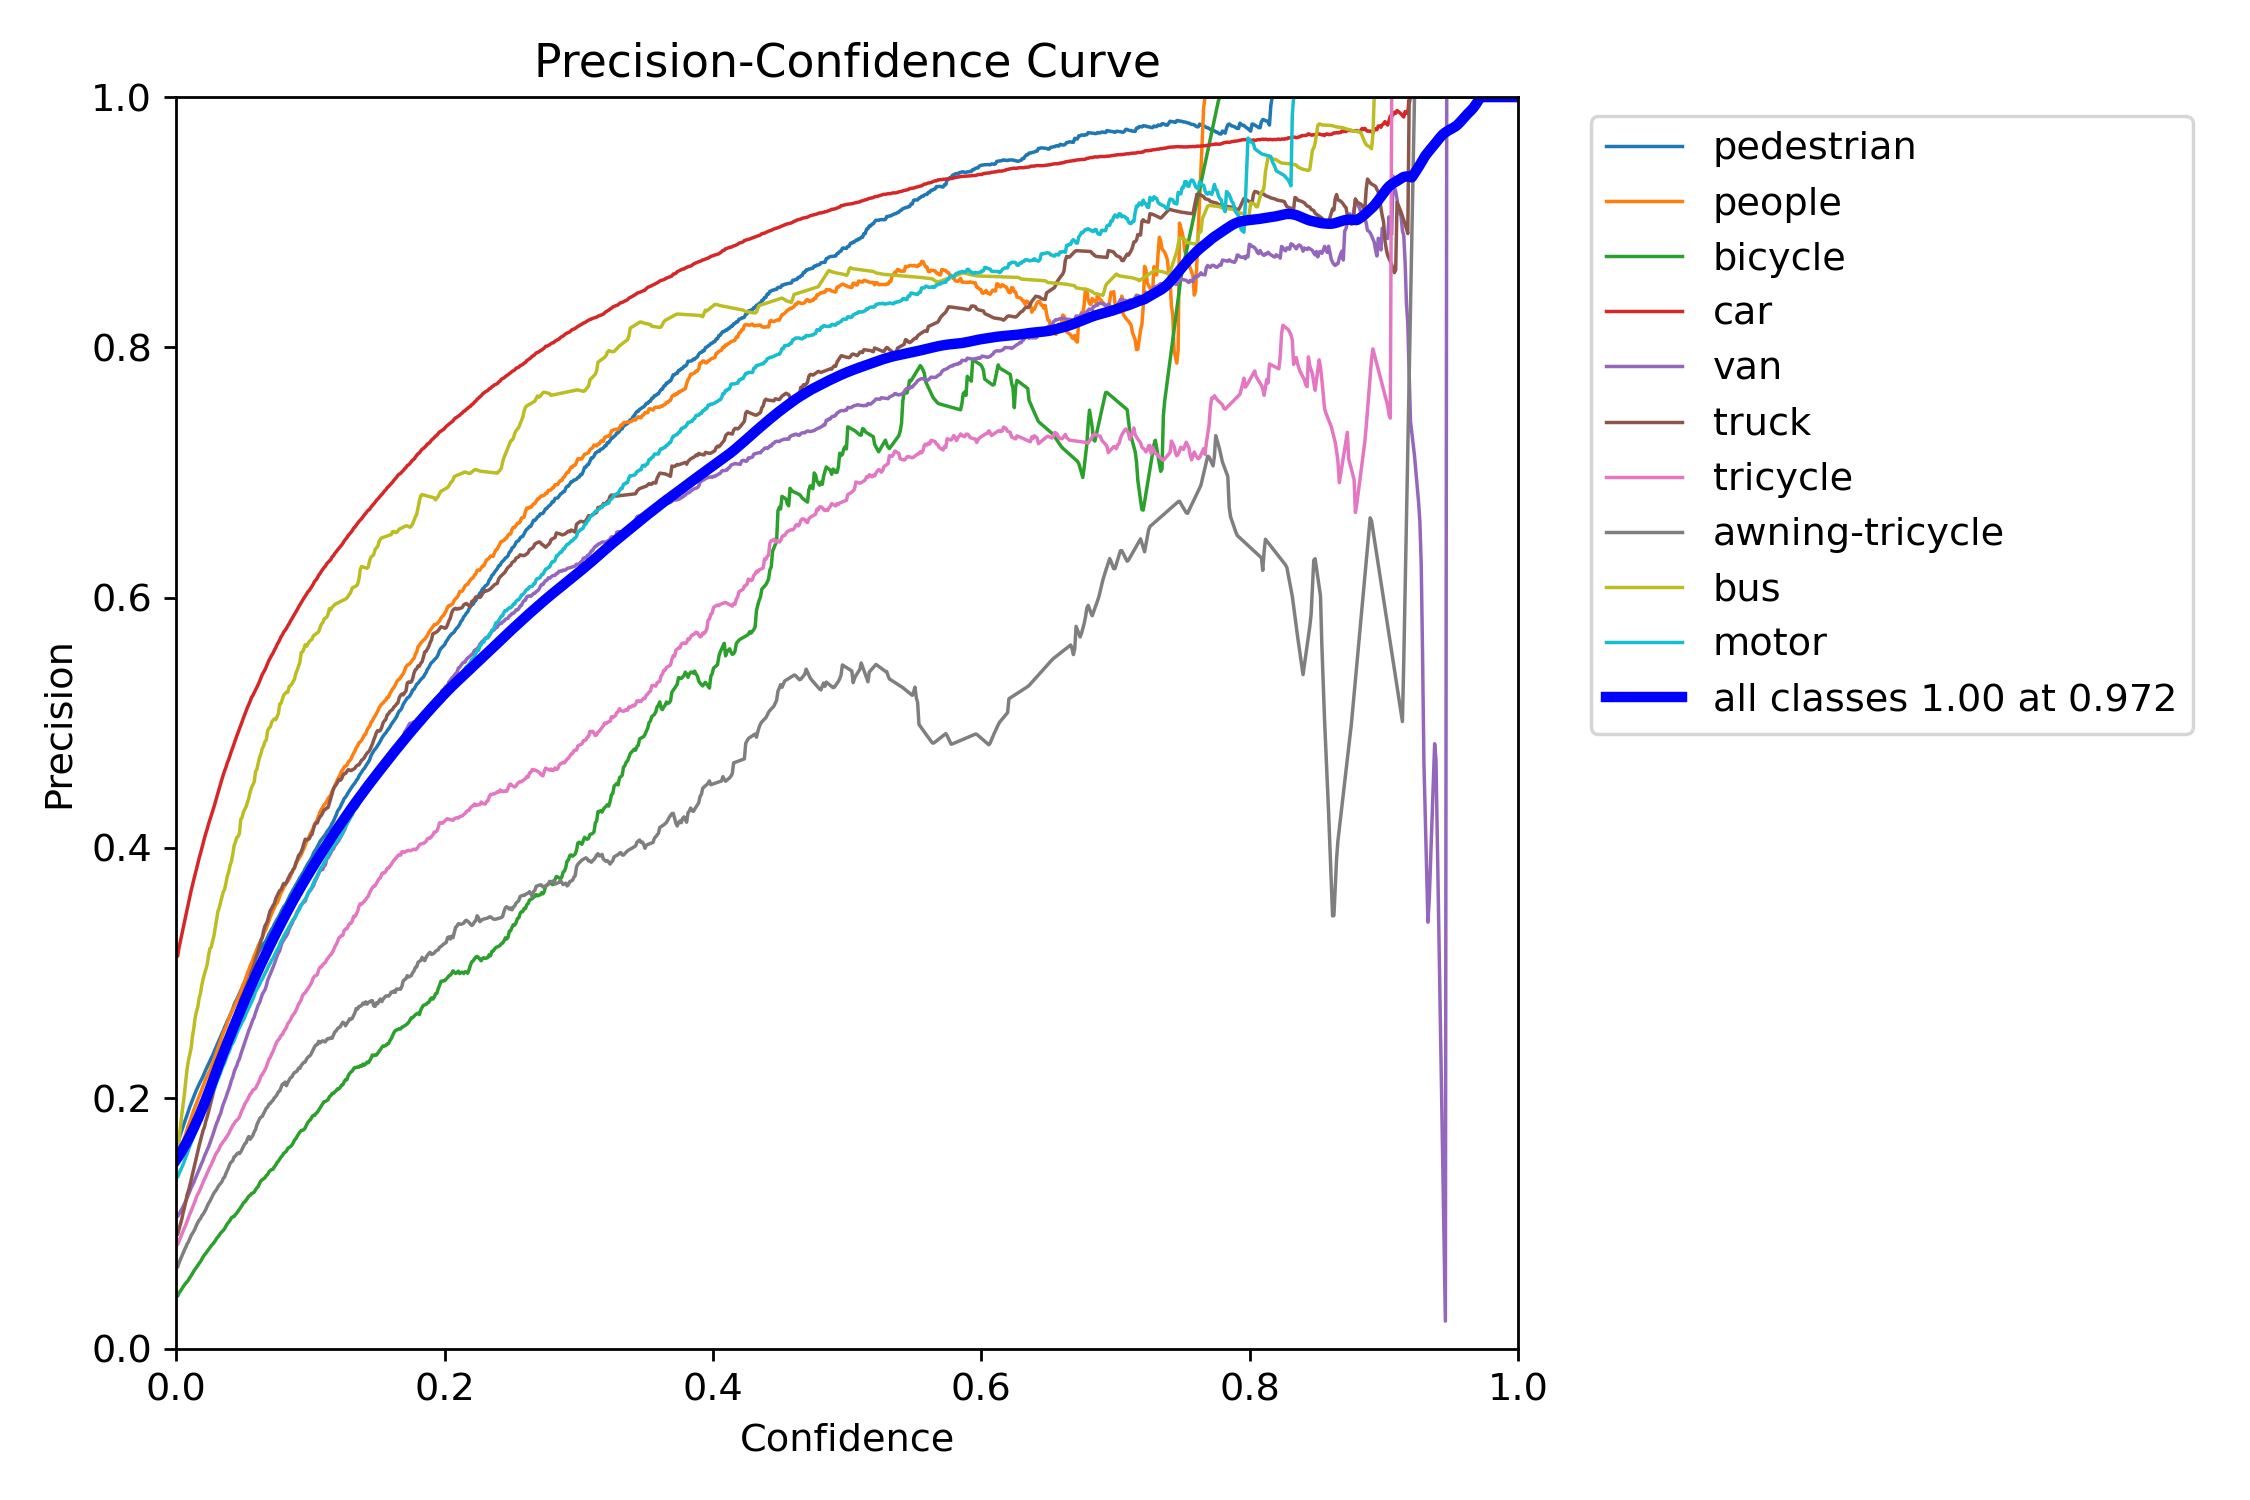 Precision-Confidence Curve
1.0
0.8
0.6
0.4
0.2
0.0
Precision
0.0 0.2 0.4 0.6 0.8 1.0
Confidence
pedestrian
people
bicycle
car
van
truck
tricycle
awning-tricycle
bus
motor
all classes 1.00 at 0.972